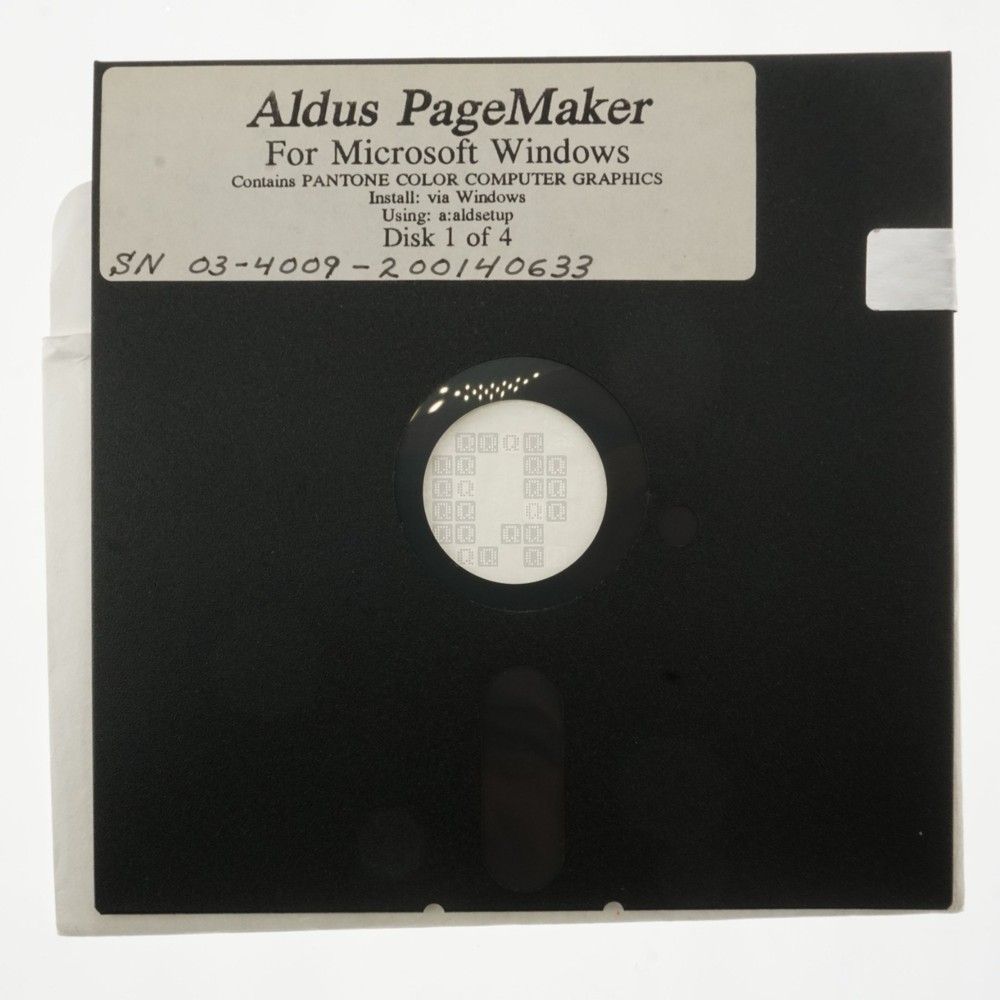 Aldus PageMaker
For Microsoft Windows
Contains PANTONE COLOR COMPUTER GRAPHICS
Install: via Windows
Using: a:aldsetup
Disk 1 of 4
SN 03-4009-200140633
Q Q Q Q
Q Q Q Q
Q Q Q Q
Q Q Q Q
Q Q Q Q
Q Q Q